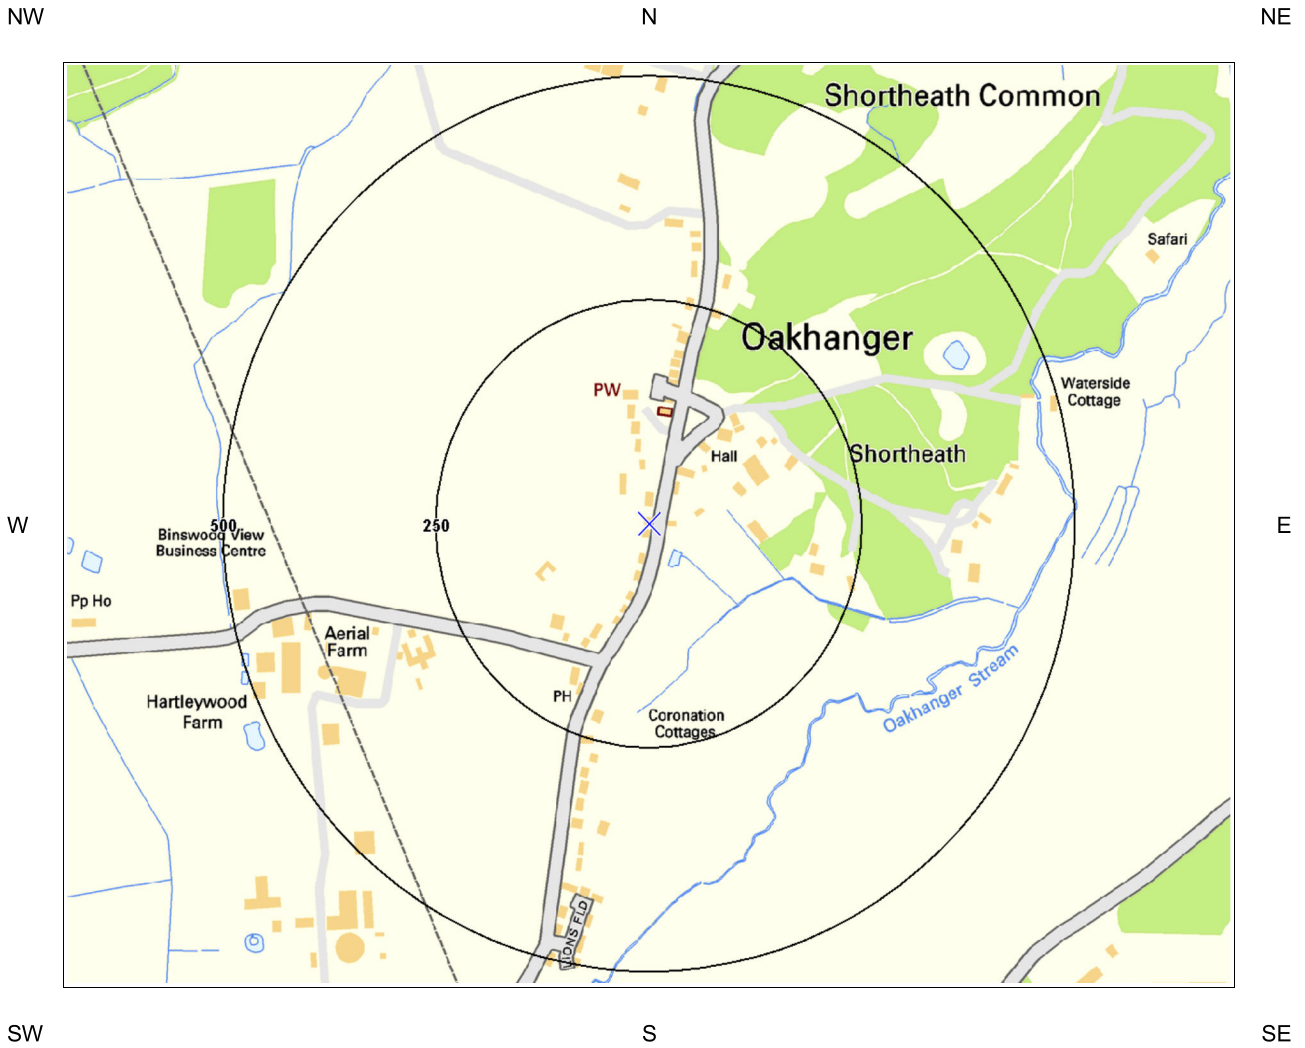 NW
N
NE
Shortheath Common
Safari
Oakhanger
PW
Waterside
Cottage
Hall
Shortheath
W
500
250
E
Binswood View
Business Centre
Pp Ho
Aerial
Farm
Hartleywood
Farm
PH
Coronation
Cottages
Oakhanger Stream
LIONS FLD
SW
S
SE